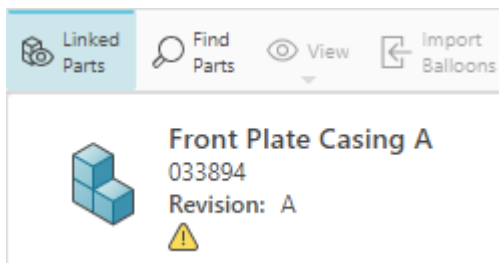 Linked Parts
Find Parts
View
Import Balloons
Front Plate Casing A
033894
Revision: A